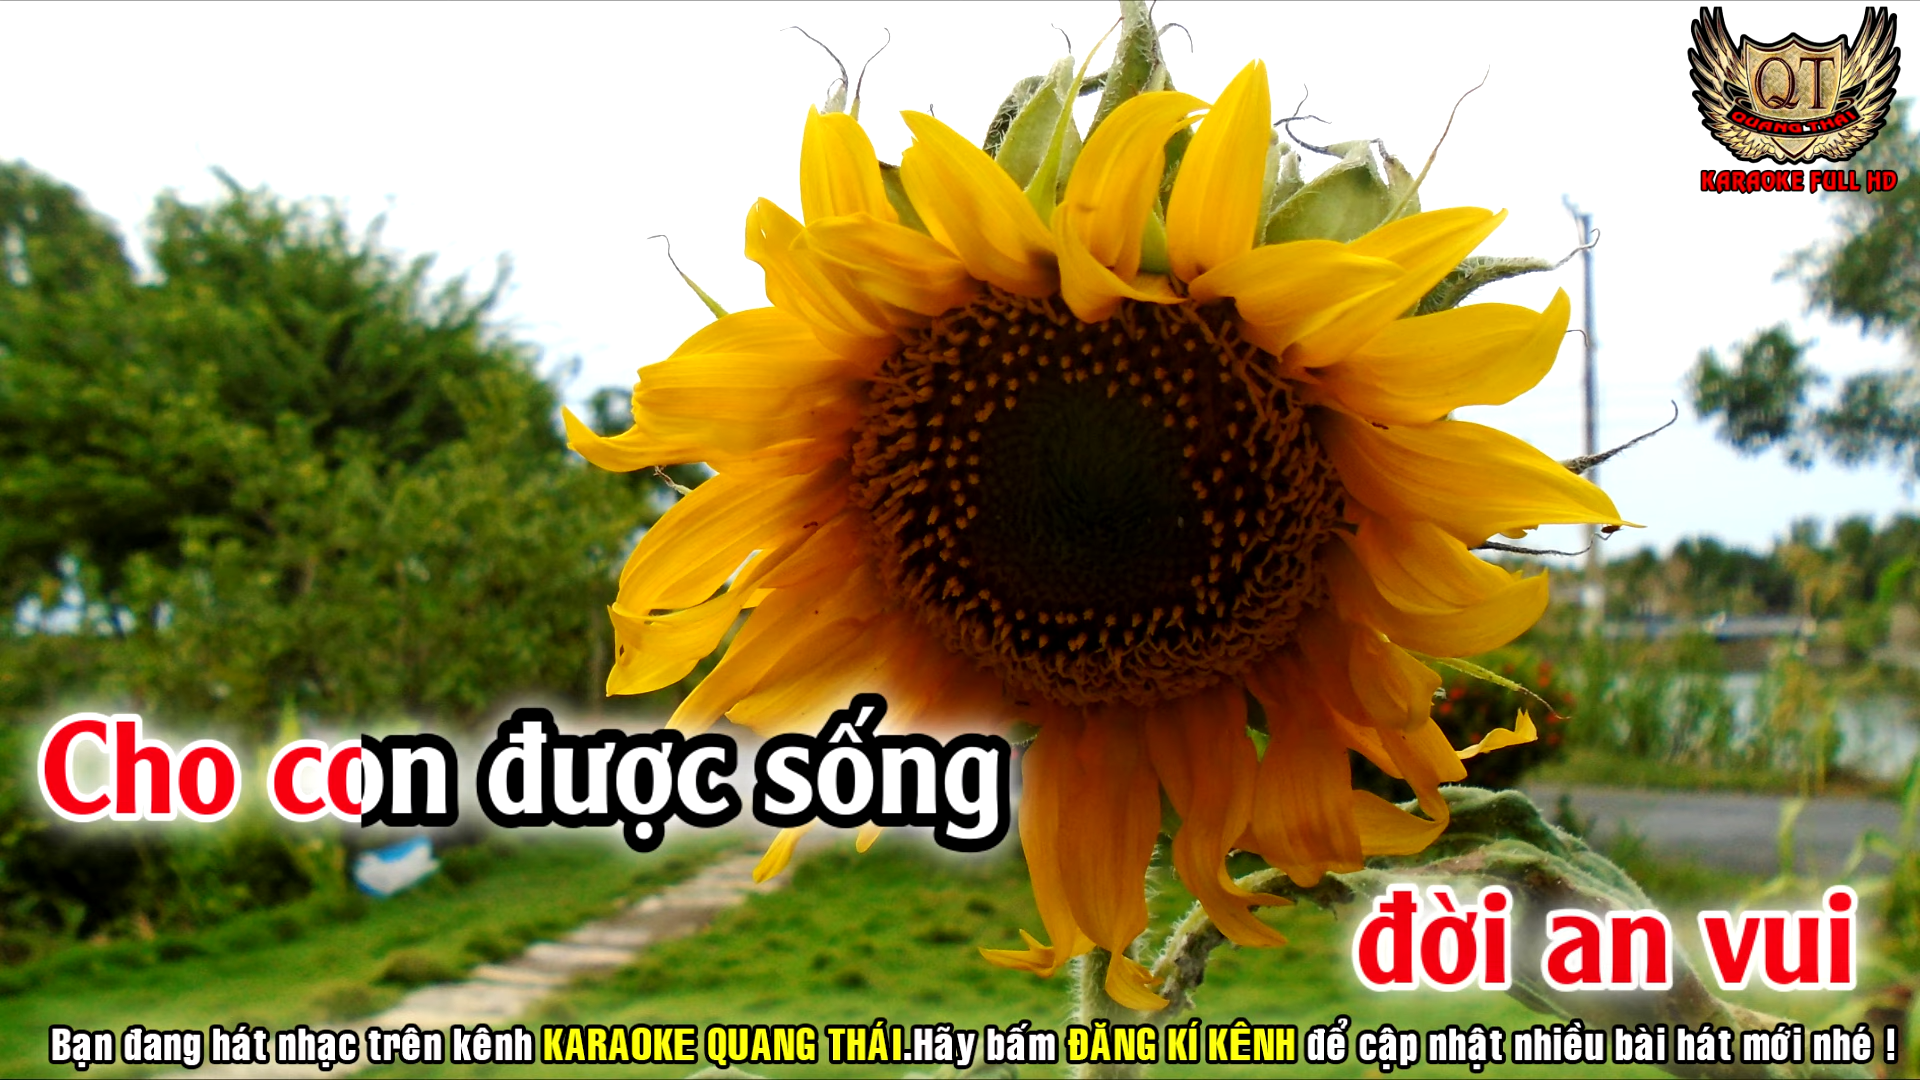 QT
QUANG THÁI
KARAOKE FULL HD
Cho con được sống
đời an vui
Bạn đang hát nhạc trên kênh KARAOKE QUANG THÁI.Hãy bấm ĐĂNG KÍ KÊNH để cập nhật nhiều bài hát mới nhé !